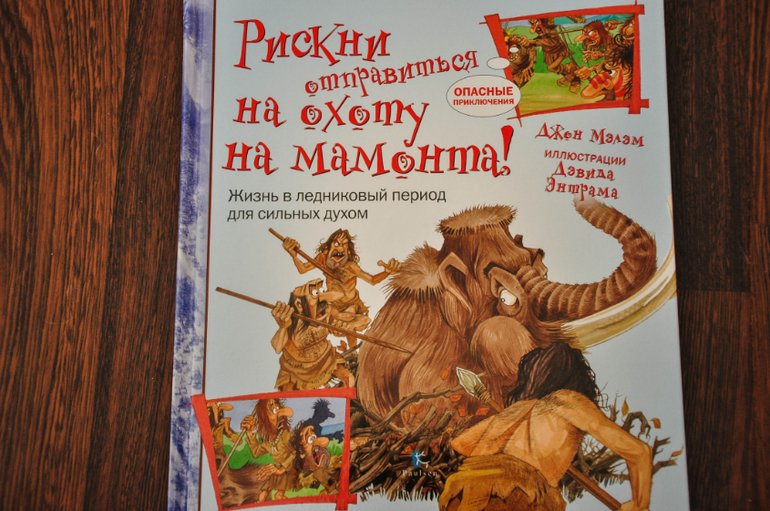 Рискни
отправиться
на охоту
на мамонта!
ОПАСНЫЕ
ПРИКЛЮЧЕНИЯ
Джон Мэлэм
иллюстрации
Дэвида
Энтрама
Жизнь в ледниковый период
для сильных духом
Paulsen